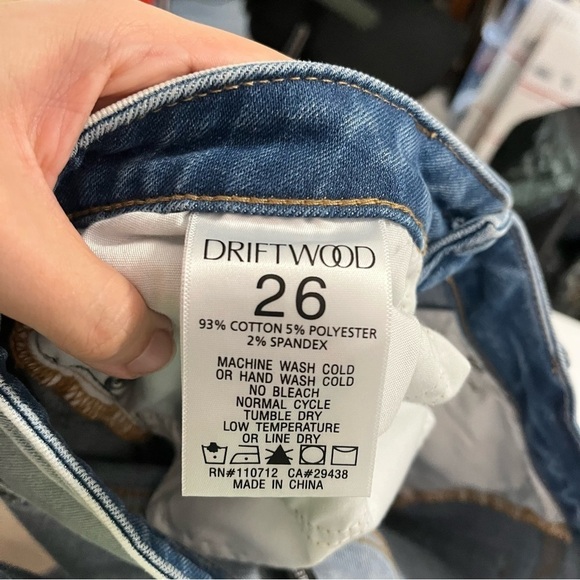 DRIFTWOOD
26
93% COTTON 5% POLYESTER
2% SPANDEX
MACHINE WASH COLD
OR HAND WASH COLD
NO BLEACH
NORMAL CYCLE
TUMBLE DRY
LOW TEMPERATURE
OR LINE DRY
RN#110712 CA#29438
MADE IN CHINA